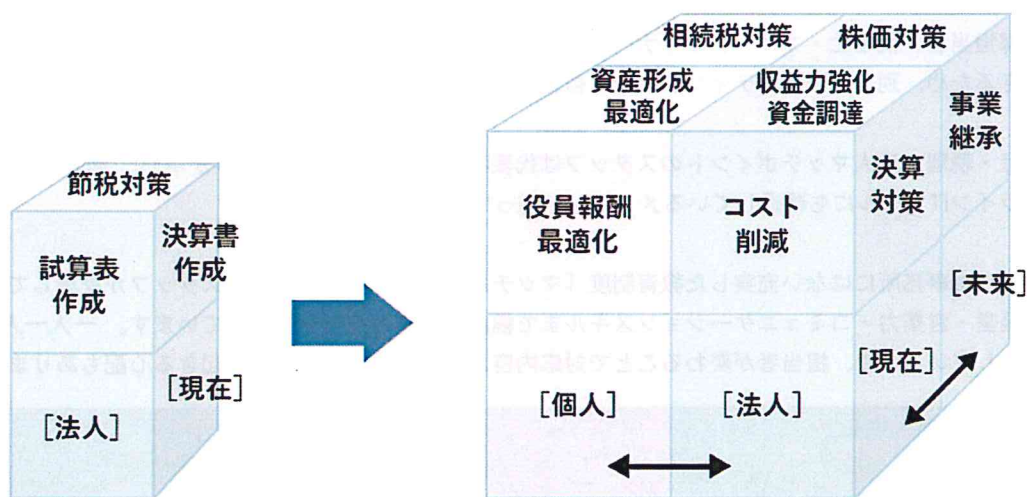 節税対策
試算表
作成
決算書
作成
[現在]
[法人]
相続税対策
株価対策
資産形成
最適化
収益力強化
資金調達
事業
継承
役員報酬
最適化
コスト
削減
決算
対策
[未来]
[現在]
[個人]
[法人]